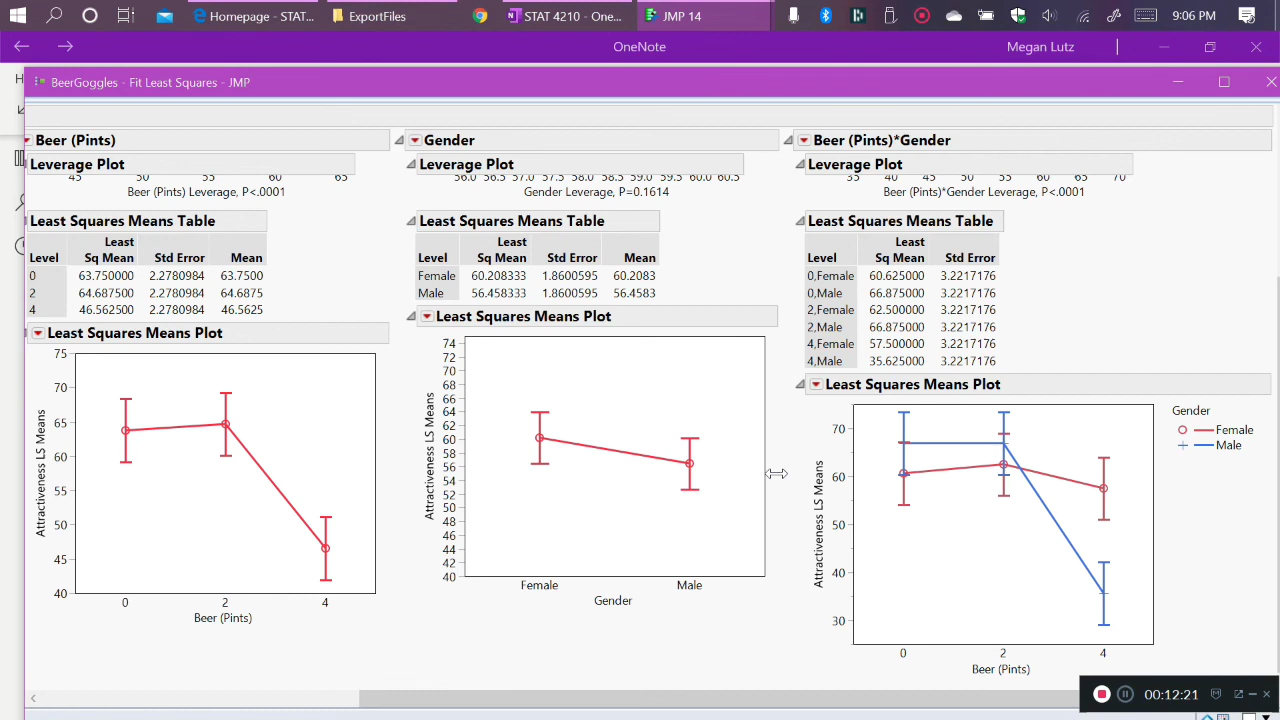 Homepage - STAT...
ExportFiles
STAT 4210 - One...
JMP 14
9:06 PM
OneNote
Megan Lutz
H
BeerGoggles - Fit Least Squares - JMP
Beer (Pints)
Leverage Plot
45 50 55 60 65
Beer (Pints) Leverage, P<.0001
Least Squares Means Table
Level Least Sq Mean Std Error Mean
0 63.750000 2.2780984 63.7500
2 64.687500 2.2780984 64.6875
4 46.562500 2.2780984 46.5625
Least Squares Means Plot
75
70
65
60
55
50
45
40
Attractiveness LS Means
0 2 4
Beer (Pints)
Gender
Leverage Plot
56.0 56.5 57.0 57.5 58.0 58.5 59.0 59.5 60.0 60.5
Gender Leverage, P=0.1614
Least Squares Means Table
Level Least Sq Mean Std Error Mean
Female 60.208333 1.8600595 60.2083
Male 56.458333 1.8600595 56.4583
Least Squares Means Plot
74
72
70
68
66
64
62
60
58
56
54
52
50
48
46
44
42
40
Attractiveness LS Means
Female Male
Gender
Beer (Pints)*Gender
Leverage Plot
35 40 45 50 55 60 65 70
Beer (Pints)*Gender Leverage, P<.0001
Least Squares Means Table
Level Least Sq Mean Std Error
0,Female 60.625000 3.2217176
0,Male 66.875000 3.2217176
2,Female 62.500000 3.2217176
2,Male 66.875000 3.2217176
4,Female 57.500000 3.2217176
4,Male 35.625000 3.2217176
Least Squares Means Plot
70
60
50
40
30
Attractiveness LS Means
0 2 4
Beer (Pints)
Gender
Female
Male
00:12:21